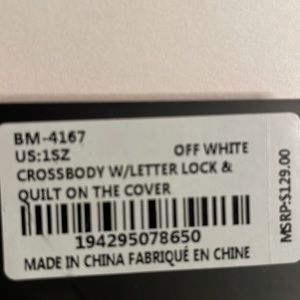 BM-4167
US:1SZ OFF WHITE
CROSSBODY W/LETTER LOCK &
QUILT ON THE COVER
194295078650
MADE IN CHINA FABRIQUÉ EN CHINE
MSRP:$129.00